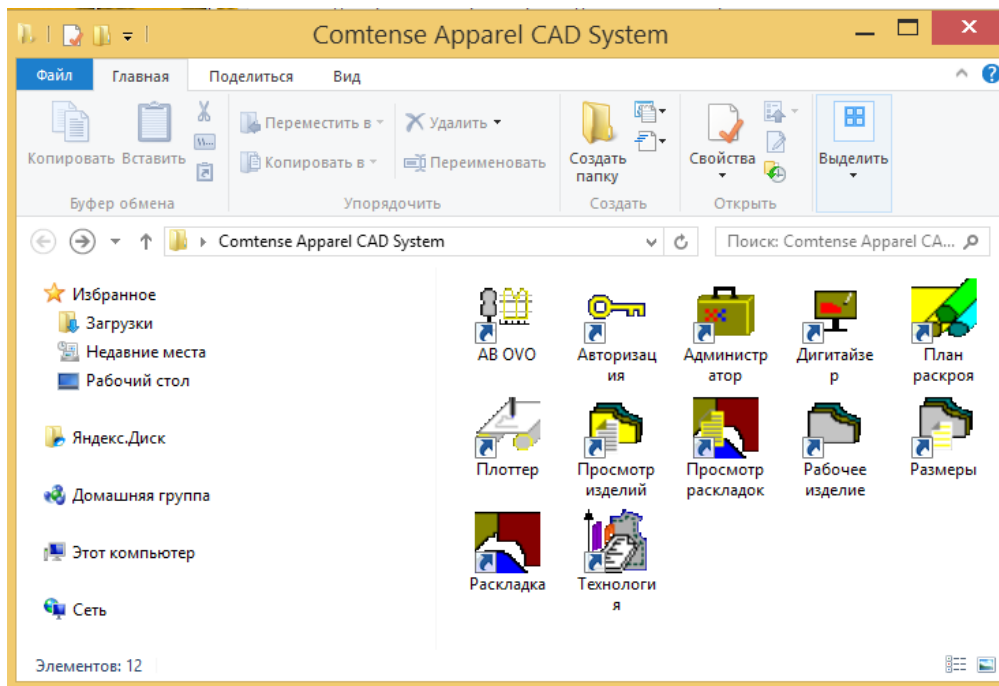 Comtense Apparel CAD System
Файл Главная Поделиться Вид
Копировать Вставить
Переместить в
Копировать в
Удалить
Переименовать
Создать
папку
Свойства
Выделить
Буфер обмена Упорядочить Создать Открыть
Comtense Apparel CAD System
Поиск: Comtense Apparel CA...
Избранное
Загрузки
Недавние места
Рабочий стол
Яндекс.Диск
Домашняя группа
Этот компьютер
Сеть
AB OVO
Авторизац
ия
Администр
атор
Дигитайзе
р
План
раскроя
Плоттер
Просмотр
изделий
Просмотр
раскладок
Рабочее
изделие
Размеры
Раскладка
Технологи
я
Элементов: 12